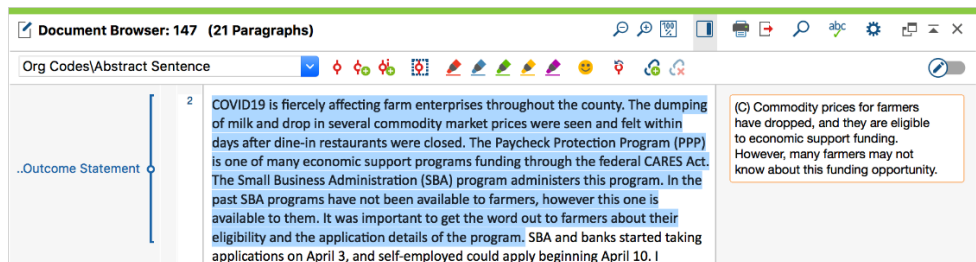 Document Browser: 147 (21 Paragraphs)
100
%
abc
Org Codes\Abstract Sentence
2
COVID19 is fiercely affecting farm enterprises throughout the county. The dumping
of milk and drop in several commodity market prices were seen and felt within
days after dine-in restaurants were closed. The Paycheck Protection Program (PPP)
is one of many economic support programs funding through the federal CARES Act.
The Small Business Administration (SBA) program administers this program. In the
past SBA programs have not been available to farmers, however this one is
available to them. It was important to get the word out to farmers about their
eligibility and the application details of the program. SBA and banks started taking
applications on April 3, and self-employed could apply beginning April 10. I
..Outcome Statement
(C) Commodity prices for farmers
have dropped, and they are eligible
to economic support funding.
However, many farmers may not
know about this funding opportunity.